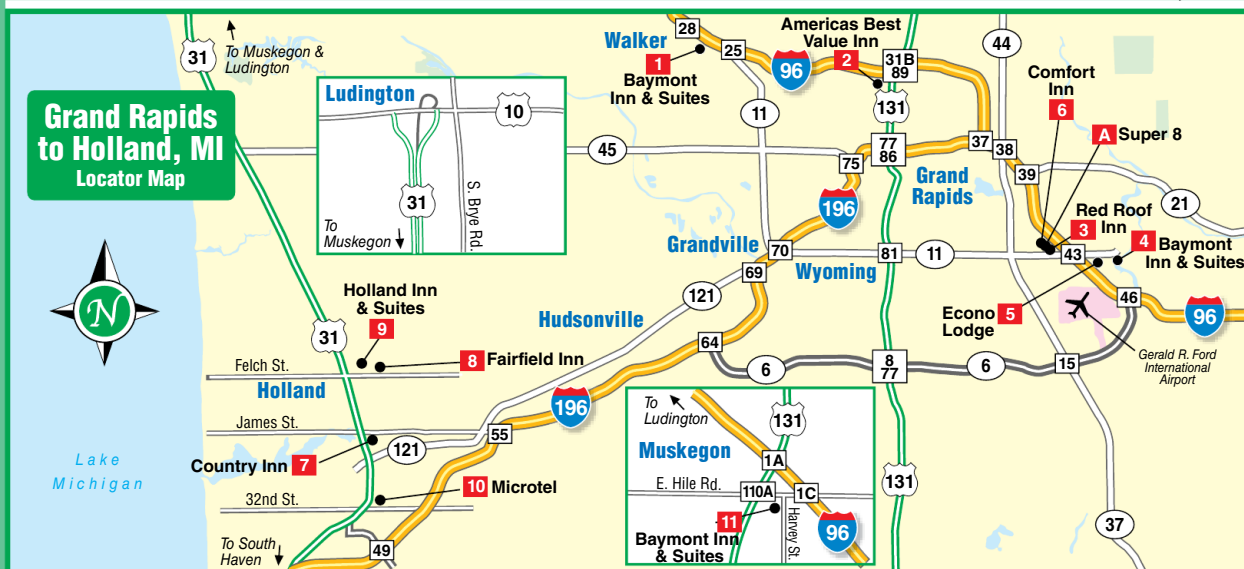 Grand Rapids
to Holland, MI
Locator Map
31
To Muskegon &
Ludington
Ludington
10
31
S. Brye Rd.
To
Muskegon
45
28
Walker
1
Baymont
Inn & Suites
25
96
11
Americas Best
Value Inn
2
31B
89
131
44
Comfort
Inn
6
A Super 8
77
86
37
38
75
39
Grand
Rapids
196
21
Red Roof
Inn
3
4
Baymont
Inn & Suites
43
Grandville
70
Wyoming
81
11
69
121
46
96
Econo
Lodge
5
Gerald R. Ford
International
Airport
Holland Inn
& Suites
9
31
8 Fairfield Inn
Felch St.
Holland
Hudsonville
64
6
8
77
6
15
196
James St.
121
55
Country Inn 7
Lake
Michigan
10 Microtel
32nd St.
To South
Haven
49
To
Ludington
131
Muskegon
1A
E. Hile Rd.
110A
1C
11
Baymont Inn
& Suites
Harvey St.
96
131
37
N